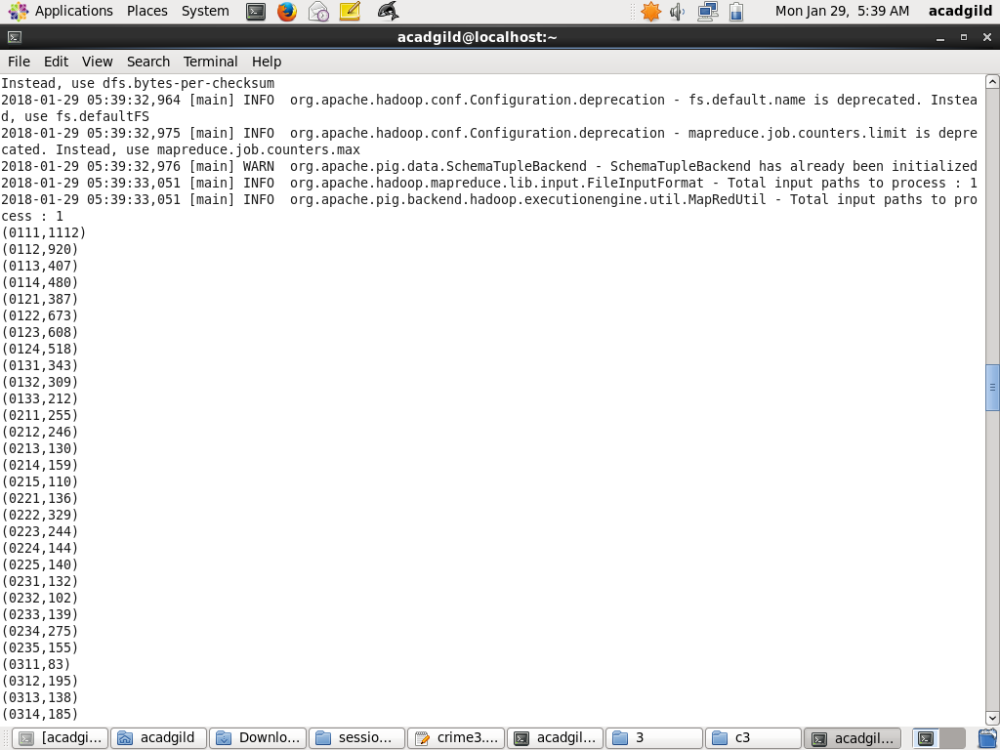 Applications Places System Mon Jan 29, 5:39 AM acadgild
acadgild@localhost:~
File Edit View Search Terminal Help
Instead, use dfs.bytes-per-checksum
2018-01-29 05:39:32,964 [main] INFO  org.apache.hadoop.conf.Configuration.deprecation - fs.default.name is deprecated. Instea
d, use fs.defaultFS
2018-01-29 05:39:32,975 [main] INFO  org.apache.hadoop.conf.Configuration.deprecation - mapreduce.job.counters.limit is depre
cated. Instead, use mapreduce.job.counters.max
2018-01-29 05:39:32,976 [main] WARN  org.apache.pig.data.SchemaTupleBackend - SchemaTupleBackend has already been initialized
2018-01-29 05:39:33,051 [main] INFO  org.apache.hadoop.mapreduce.lib.input.FileInputFormat - Total input paths to process : 1
2018-01-29 05:39:33,051 [main] INFO  org.apache.pig.backend.hadoop.executionengine.util.MapRedUtil - Total input paths to pro
cess : 1
(0111,1112)
(0112,920)
(0113,407)
(0114,480)
(0121,387)
(0122,673)
(0123,608)
(0124,518)
(0131,343)
(0132,309)
(0133,212)
(0211,255)
(0212,246)
(0213,130)
(0214,159)
(0215,110)
(0221,136)
(0222,329)
(0223,244)
(0224,144)
(0225,140)
(0231,132)
(0232,102)
(0233,139)
(0234,275)
(0235,155)
(0311,83)
(0312,195)
(0313,138)
(0314,185)
[acadgi... acadgild Downlo... sessio... crime3.... acadgil... 3 c3 acadgil...